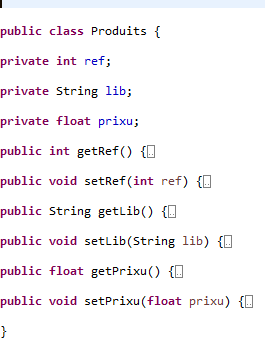 public class Produits {
private int ref;
private String lib;
private float prixu;
public int getRef() {
public void setRef(int ref) {
public String getLib() {
public void setLib(String lib) {
public float getPrixu() {
public void setPrixu(float prixu) {
}